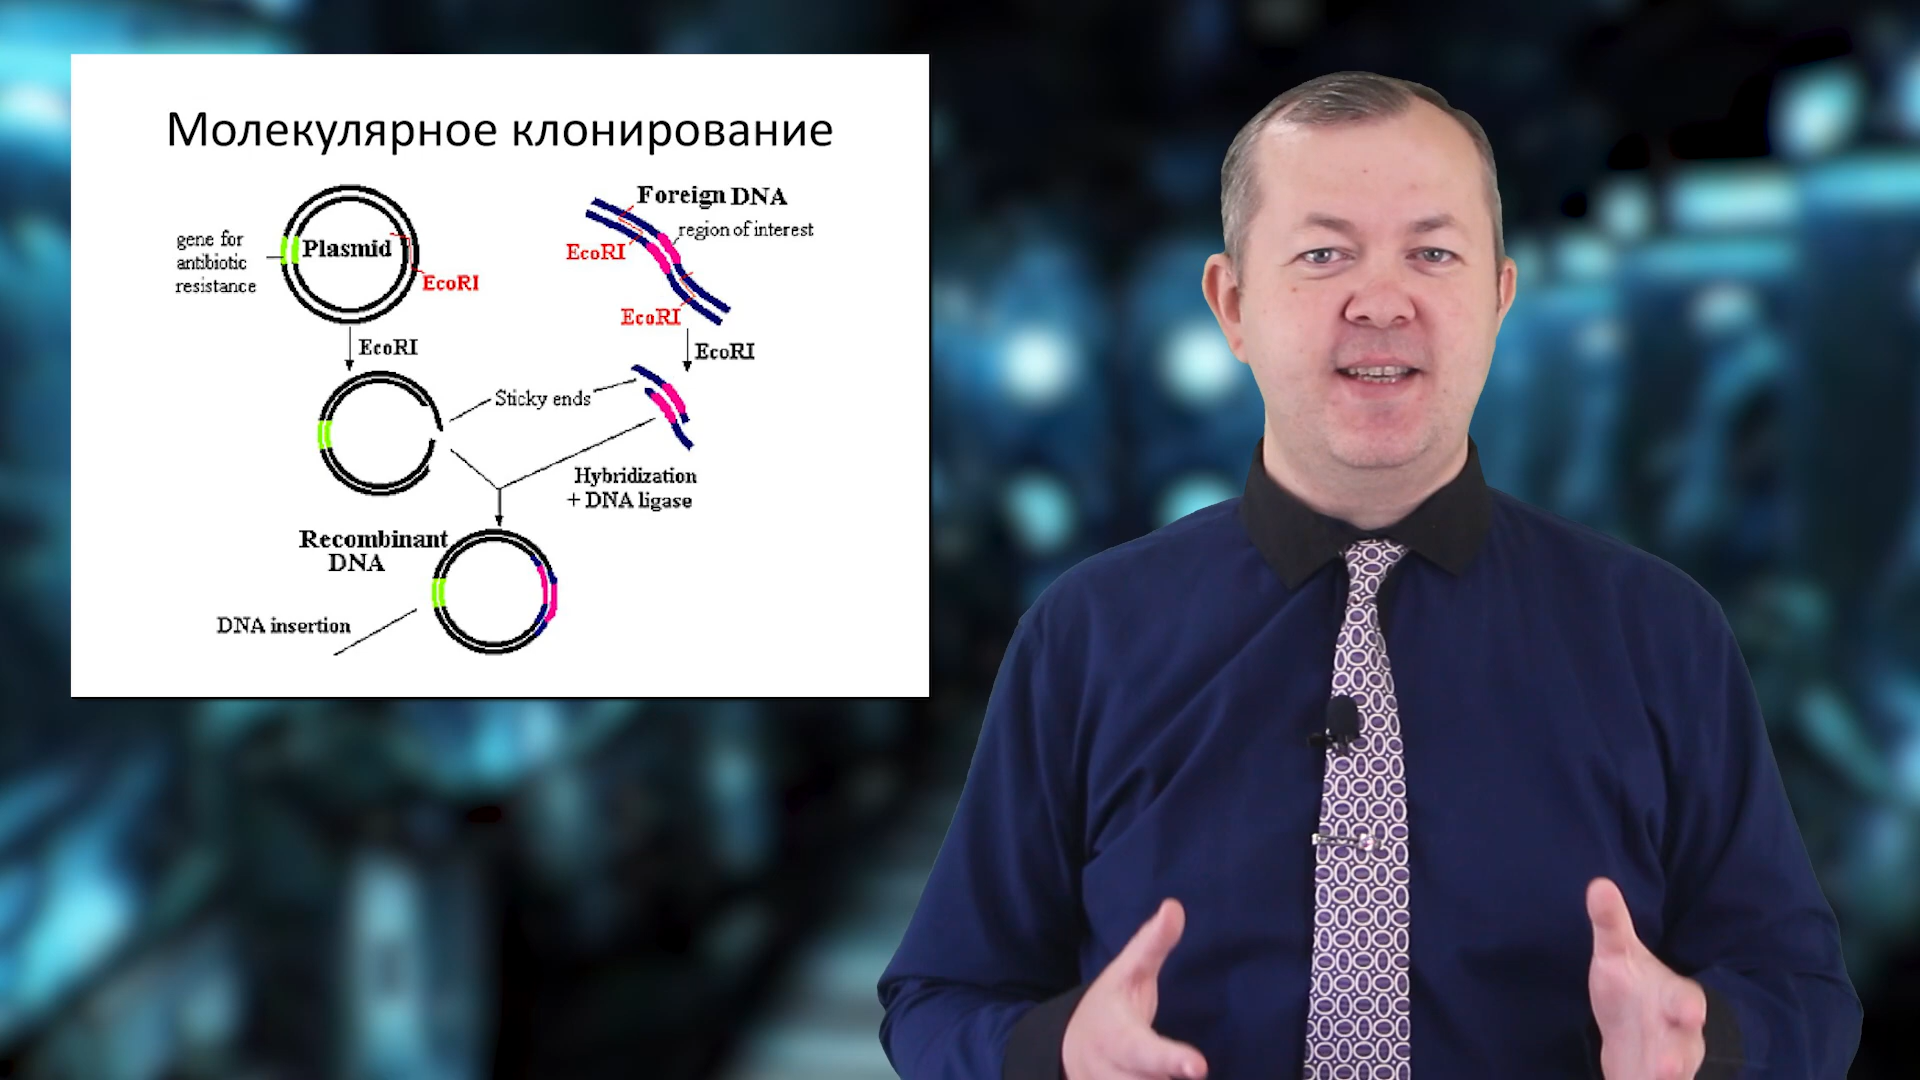 Молекулярное клонирование
Foreign DNA
region of interest
gene for
antibiotic
resistance
Plasmid
EcoRI
EcoRI
EcoRI
EcoRI
EcoRI
Sticky ends
Hybridization
+ DNA ligase
Recombinant
DNA
DNA insertion